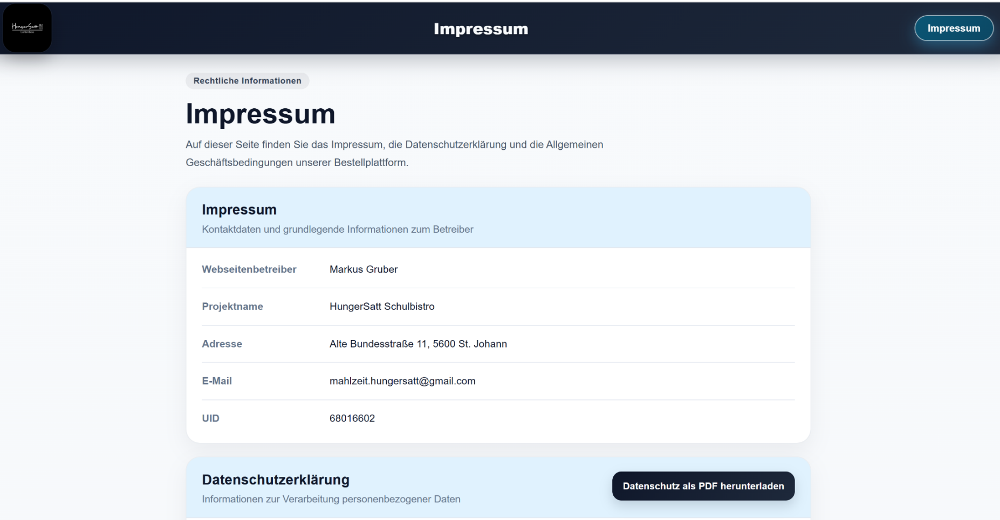 HungerSatt
Impressum
Impressum
Rechtliche Informationen
Impressum
Auf dieser Seite finden Sie das Impressum, die Datenschutzerklärung und die Allgemeinen
Geschäftsbedingungen unserer Bestellplattform.
Impressum
Kontaktdaten und grundlegende Informationen zum Betreiber
Webseitenbetreiber Markus Gruber
Projektname HungerSatt Schulbistro
Adresse Alte Bundesstraße 11, 5600 St. Johann
E-Mail mahlzeit.hungersatt@gmail.com
UID 68016602
Datenschutzerklärung
Informationen zur Verarbeitung personenbezogener Daten
Datenschutz als PDF herunterladen